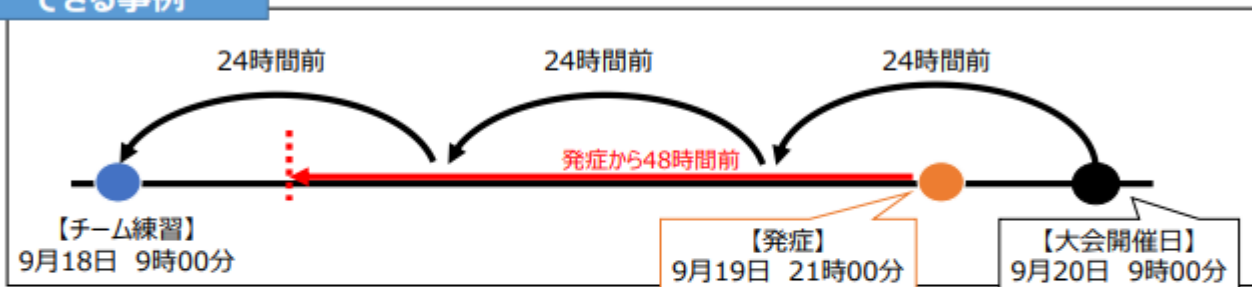 できる事例
24時間前 24時間前 24時間前
発症から48時間前
【チーム練習】
9月18日 9時00分
【発症】
9月19日 21時00分
【大会開催日】
9月20日 9時00分